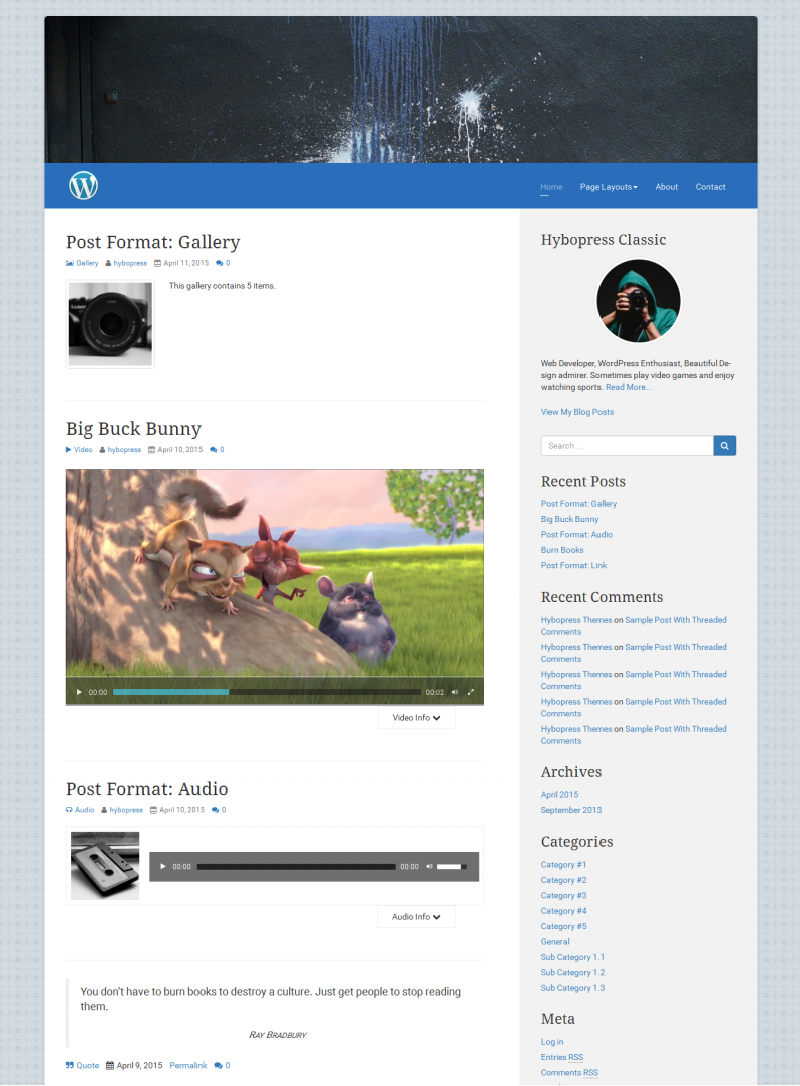 W
Home Page Layouts About Contact
Post Format: Gallery
Gallery hybopress April 11, 2015 0
This gallery contains 5 items.
Big Buck Bunny
Video hybopress April 10, 2015 0
00:00 00:02
Video Info
Post Format: Audio
Audio hybopress April 10, 2015 0
00:00 00:00
Audio Info
You don’t have to burn books to destroy a culture. Just get people to stop reading
them.
RAY BRADBURY
Quote April 9, 2015 Permalink 0
Hybopress Classic
Web Developer, WordPress Enthusiast, Beautiful De-
sign admirer. Sometimes play video games and enjoy
watching sports. Read More...
View My Blog Posts
Search ...
Recent Posts
Post Format: Gallery
Big Buck Bunny
Post Format: Audio
Burn Books
Post Format: Link
Recent Comments
Hybopress Themes on Sample Post With Threaded
Comments
Hybopress Themes on Sample Post With Threaded
Comments
Hybopress Themes on Sample Post With Threaded
Comments
Hybopress Themes on Sample Post With Threaded
Comments
Hybopress Themes on Sample Post With Threaded
Comments
Archives
April 2015
September 2013
Categories
Category #1
Category #2
Category #3
Category #4
Category #5
General
Sub Category 1. 1
Sub Category 1. 2
Sub Category 1. 3
Meta
Log in
Entries RSS
Comments RSS